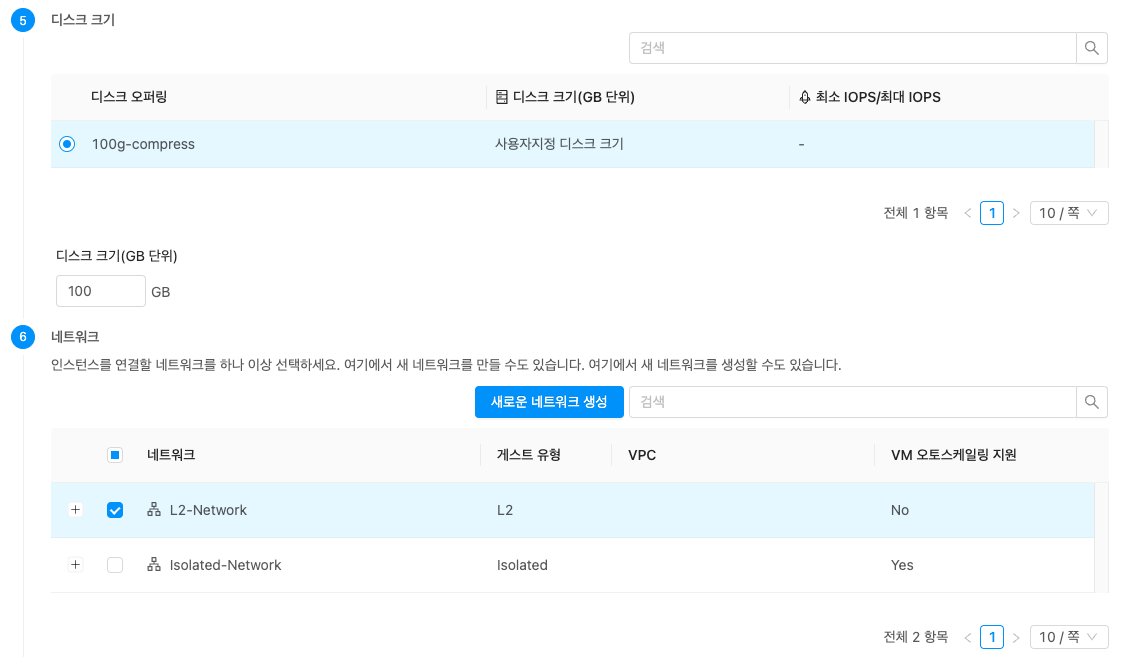 5 디스크 크기
검색
디스크 오퍼링 디스크 크기(GB 단위) 최소 IOPS/최대 IOPS
100g-compress 사용자지정 디스크 크기 -
전체 1 항목 < 1 > 10 / 쪽
디스크 크기(GB 단위)
100 GB
6 네트워크
인스턴스를 연결할 네트워크를 하나 이상 선택하세요. 여기에서 새 네트워크를 만들 수도 있습니다. 여기에서 새 네트워크를 생성할 수도 있습니다.
새로운 네트워크 생성 검색
네트워크 게스트 유형 VPC VM 오토스케일링 지원
+ L2-Network L2 No
+ Isolated-Network Isolated Yes
전체 2 항목 < 1 > 10 / 쪽